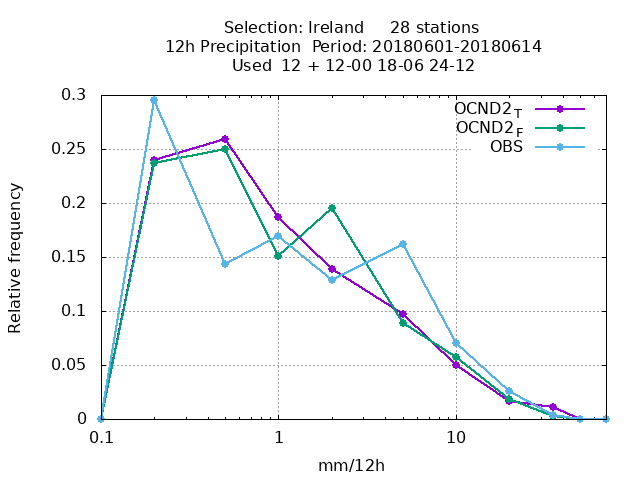 Selection: Ireland     28 stations
12h Precipitation  Period: 20180601-20180614
Used  12 + 12-00 18-06 24-12
OCND2 T
OCND2 F
OBS
Relative frequency
0.3
0.25
0.2
0.15
0.1
0.05
0
0.1
1
10
mm/12h